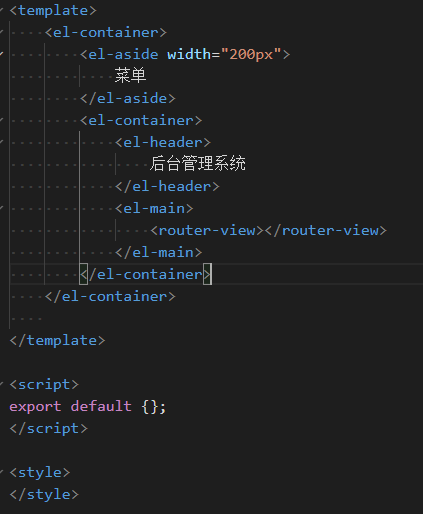 <template>
<el-container>
<el-aside width="200px">
菜单
</el-aside>
<el-container>
<el-header>
后台管理系统
</el-header>
<el-main>
<router-view></router-view>
</el-main>
</el-container>
</el-container>
</template>
<script>
export default {};
</script>
<style>
</style>